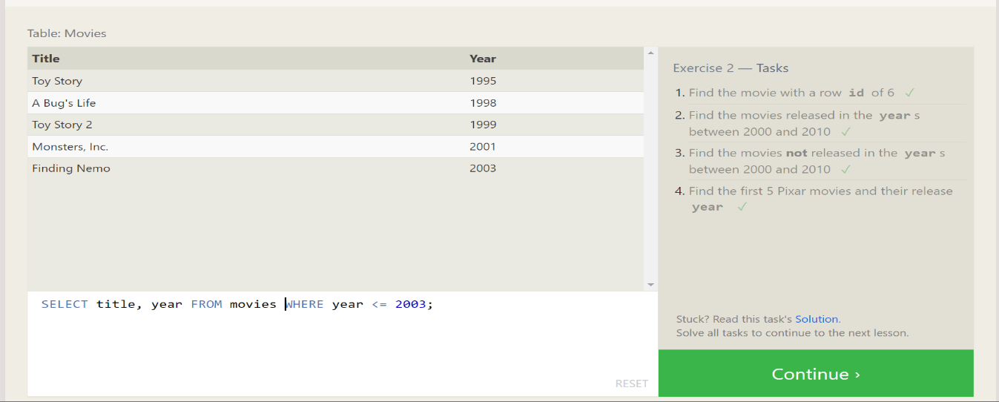 Table: Movies
Title Year
Toy Story 1995
A Bug's Life 1998
Toy Story 2 1999
Monsters, Inc. 2001
Finding Nemo 2003
SELECT title, year FROM movies WHERE year <= 2003;
RESET
Exercise 2 — Tasks
1. Find the movie with a row id of 6 ✓
2. Find the movies released in the year s
between 2000 and 2010 ✓
3. Find the movies not released in the year s
between 2000 and 2010 ✓
4. Find the first 5 Pixar movies and their release
year ✓
Stuck? Read this task's Solution.
Solve all tasks to continue to the next lesson.
Continue ›